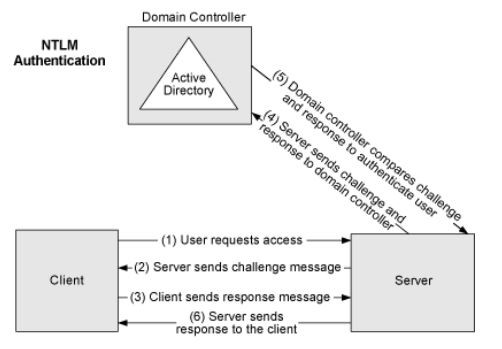 Domain Controller
NTLM
Authentication
Active
Directory
(5) Domain controller compares challenge
and response to authenticate user
(4) Server sends challenge and
response to domain controller
Client
(1) User requests access
(2) Server sends challenge message
(3) Client sends response message
(6) Server sends
response to the client
Server